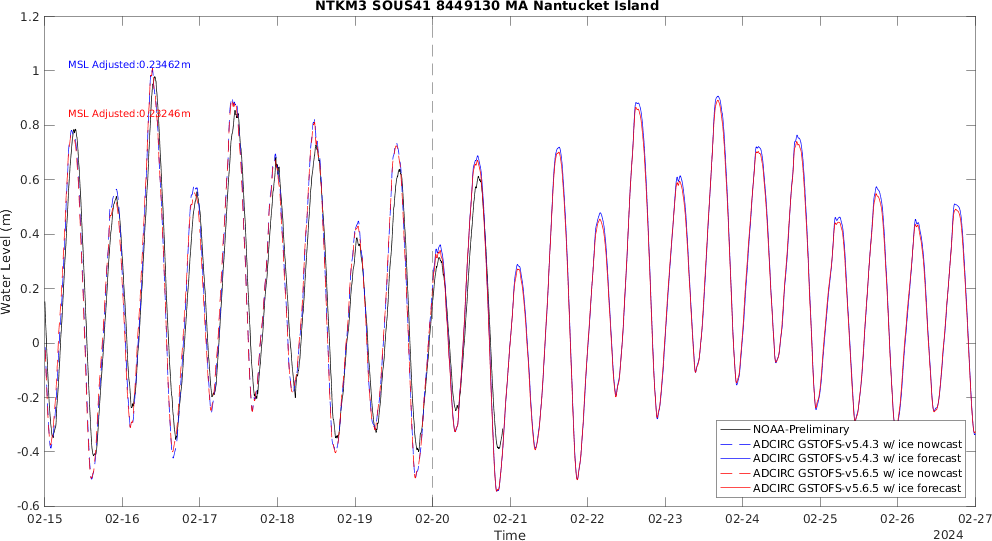 NTKM3 SOUS41 8449130 MA Nantucket Island
1.2
1
0.8
0.6
0.4
0.2
0
-0.2
-0.4
-0.6
Water Level (m)
MSL Adjusted:0.23462m
MSL Adjusted:0.23246m
NOAA-Preliminary
ADCIRC GSTOFS-v5.4.3 w/ ice nowcast
ADCIRC GSTOFS-v5.4.3 w/ ice forecast
ADCIRC GSTOFS-v5.6.5 w/ ice nowcast
ADCIRC GSTOFS-v5.6.5 w/ ice forecast
02-15 02-16 02-17 02-18 02-19 02-20 02-21 02-22 02-23 02-24 02-25 02-26 02-27
Time
2024